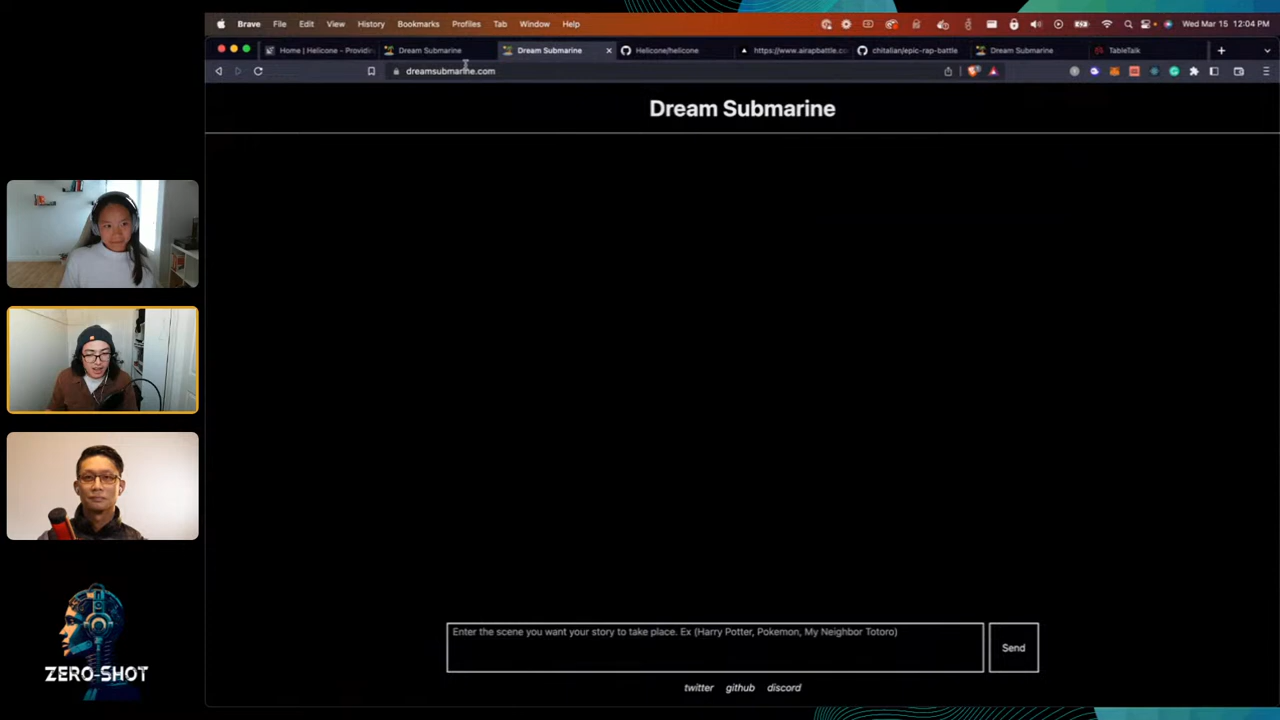 Brave File Edit View History Bookmarks Profiles Tab Window Help Wed Mar 15 12:04 PM
Home | Helicone - Providin Dream Submarine Dream Submarine Helicone/helicone https://www.airapbattle.co chitalian/epic-rap-battle Dream Submarine TableTalk
dreamsubmarine.com
Dream Submarine
Enter the scene you want your story to take place. Ex (Harry Potter, Pokemon, My Neighbor Totoro)
Send
twitter github discord
ZERO-SHOT